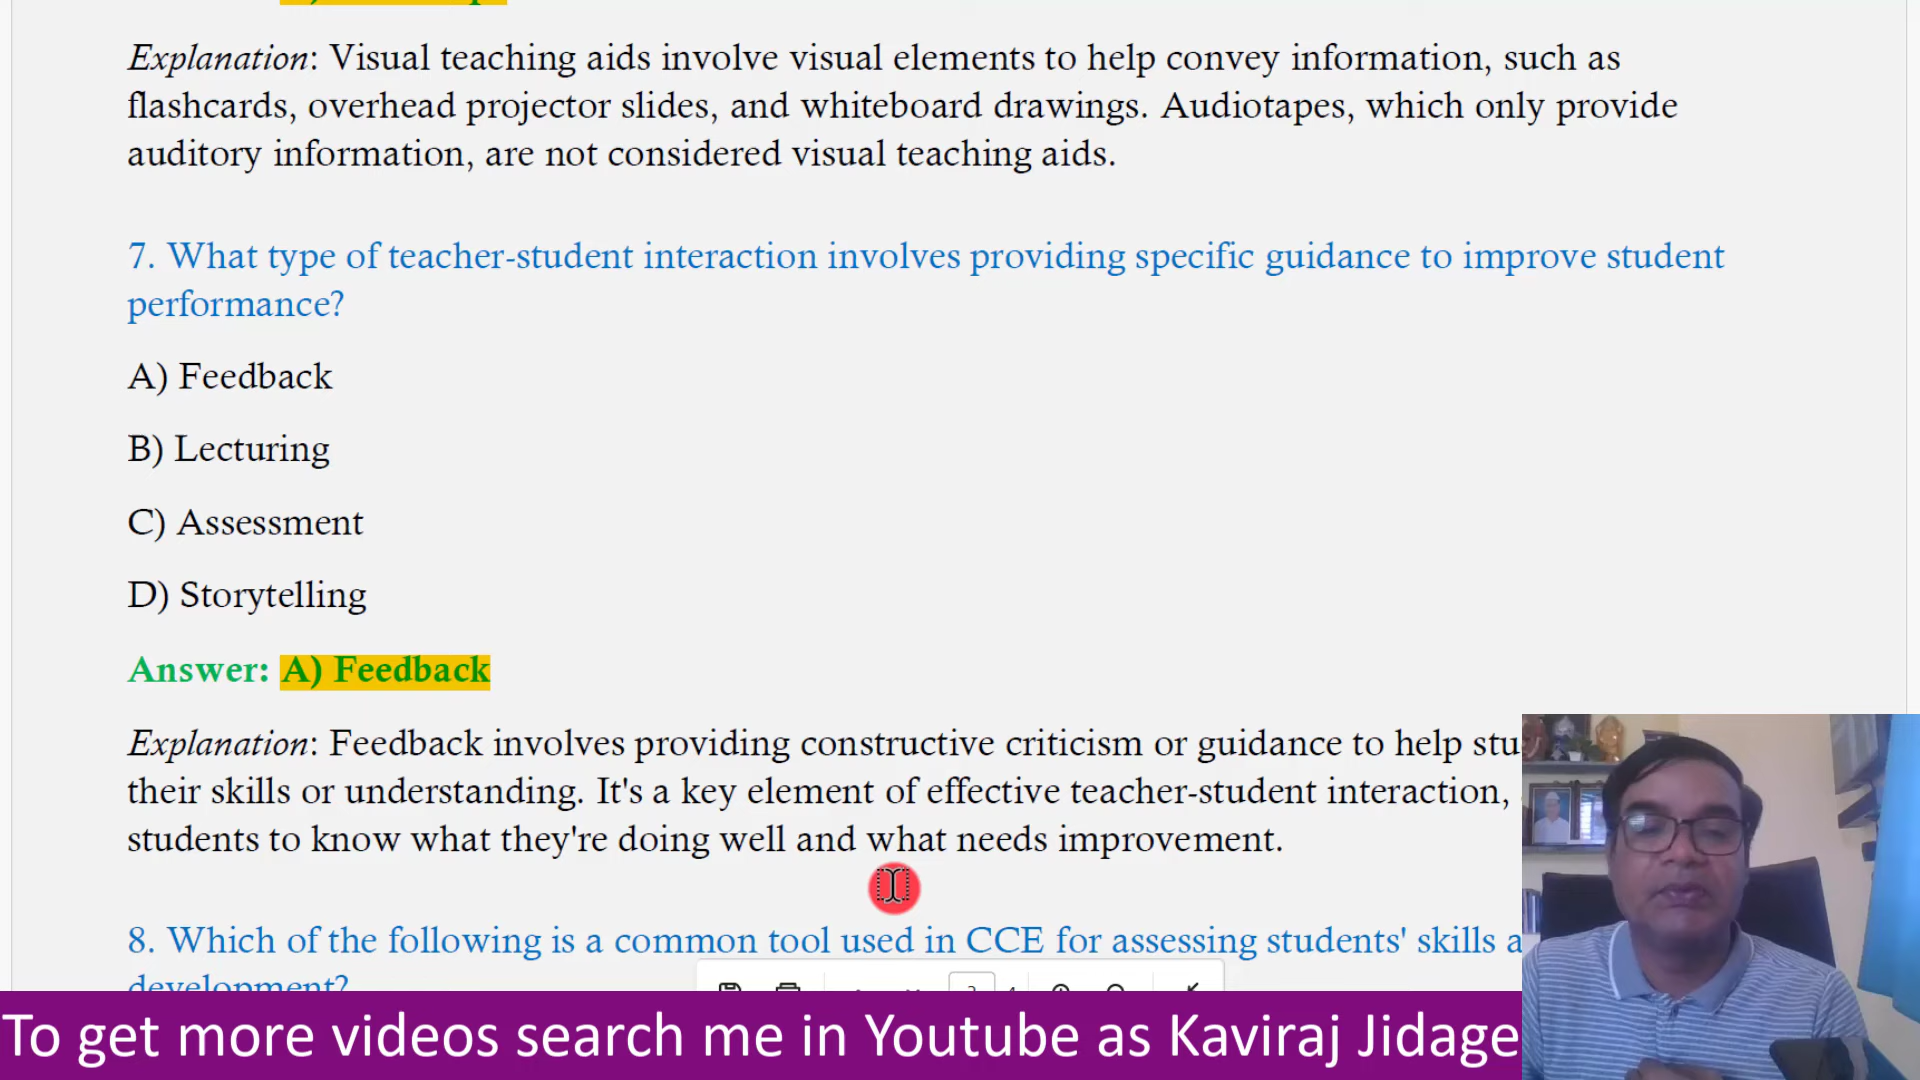 Explanation: Visual teaching aids involve visual elements to help convey information, such as
flashcards, overhead projector slides, and whiteboard drawings. Audiotapes, which only provide
auditory information, are not considered visual teaching aids.
7. What type of teacher-student interaction involves providing specific guidance to improve student
performance?
A) Feedback
B) Lecturing
C) Assessment
D) Storytelling
Answer: A) Feedback
Explanation: Feedback involves providing constructive criticism or guidance to help
their skills or understanding. It's a key element of effective teacher-student interaction,
students to know what they're doing well and what needs improvement.
8. Which of the following is a common tool used in CCE for assessing students' skills
development?
To get more videos search me in Youtube as Kaviraj Jidage